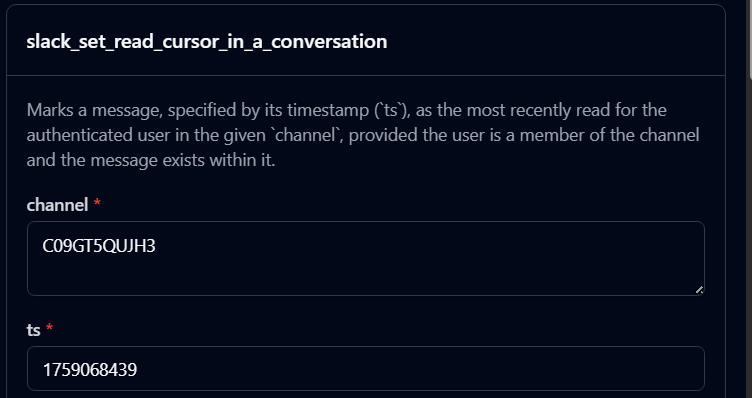 slack_set_read_cursor_in_a_conversation
Marks a message, specified by its timestamp (`ts`), as the most recently read for the
authenticated user in the given `channel`, provided the user is a member of the channel
and the message exists within it.
channel *
C09GT5QUJH3
ts *
1759068439